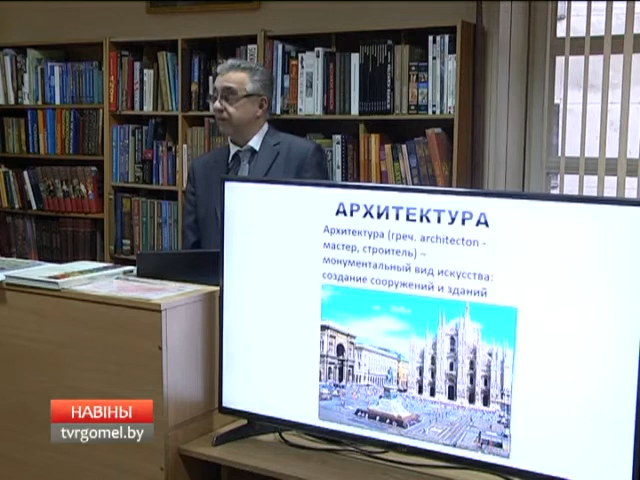 АРХИТЕКТУРА
Архитектура (греч. architecton -
мастер, строитель) –
монументальный вид искусства:
создание сооружений и зданий
НАВІНЫ
tvrgomel.by